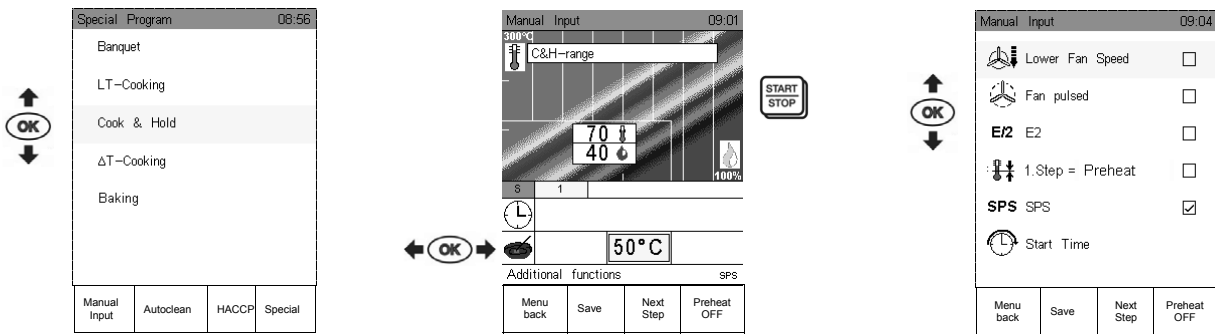 Special Program 08:56
Banquet
LT-Cooking
Cook & Hold
ΔT-Cooking
Baking
Manual Input Autoclean HACCP Special
OK
Manual Input 09:01
300°C
C&H-range
70
40
100%
S 1
50°C
Additional functions SPS
Menu back Save Next Step Preheat OFF
OK
START
STOP
Manual Input 09:04
Lower Fan Speed
Fan pulsed
E/2 E2
1.Step = Preheat
SPS SPS
Start Time
Menu back Save Next Step Preheat OFF
OK